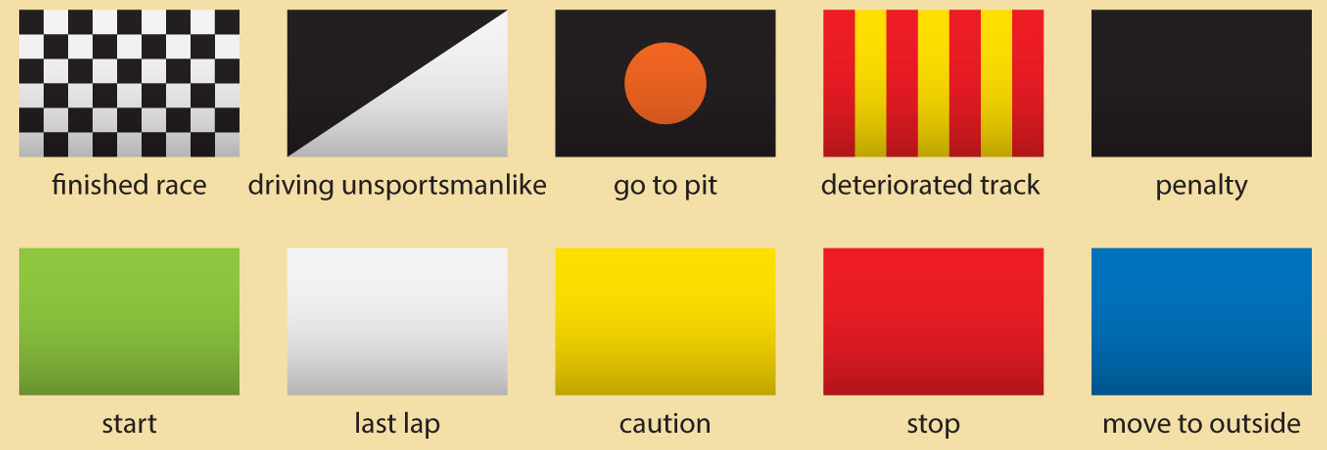 finished race
driving unsportsmanlike
go to pit
deteriorated track
penalty
start
last lap
caution
stop
move to outside